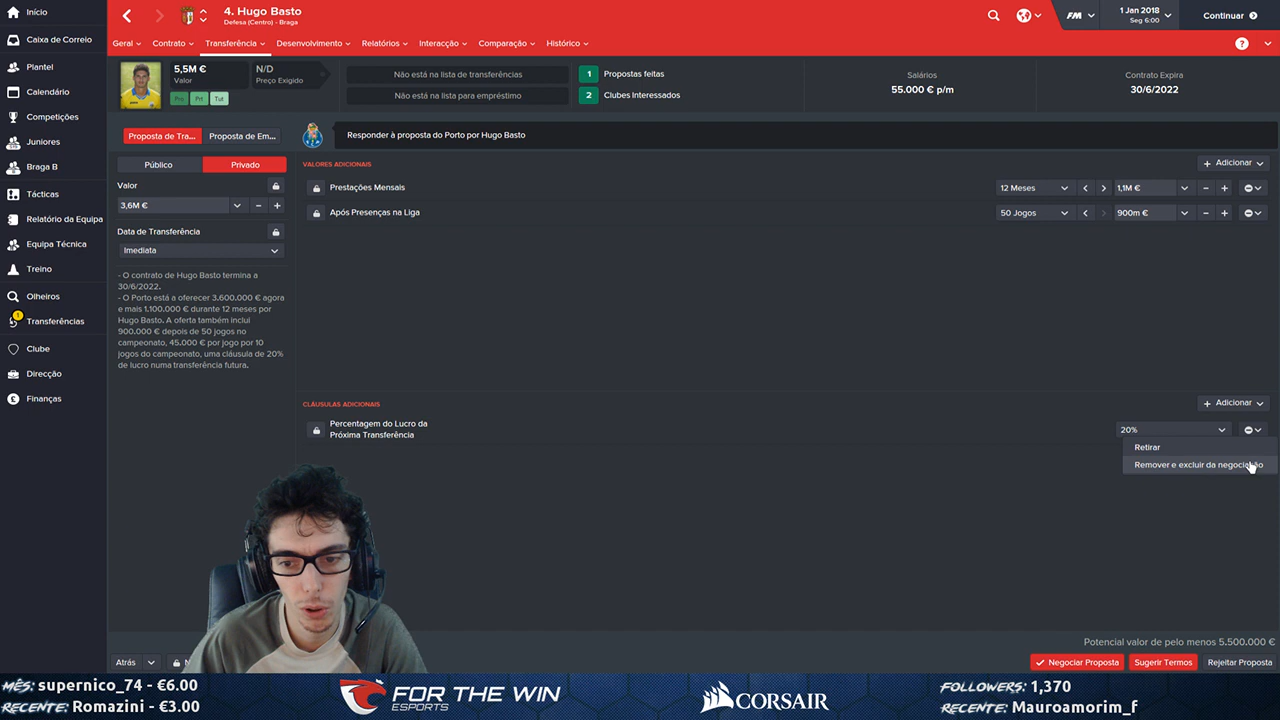 Início
Caixa de Correio
Plantel
Calendário
Competições
Juniores
Braga B
Tácticas
Relatório da Equipa
Equipa Técnica
Treino
Olheiros
1
Transferências
Clube
Direcção
Finanças
4. Hugo Basto
Defesa (Centro) - Braga
FM
1 Jan 2018
Seg 6:00
Continuar
Geral
Contrato
Transferência
Desenvolvimento
Relatórios
Interacção
Comparação
Histórico
?
5,5M €
Valor
N/D
Preço Exigido
Pro
Prt
Tut
Não está na lista de transferências
Não está na lista para empréstimo
1 Propostas feitas
2 Clubes Interessados
Salários
55.000 € p/m
Contrato Expira
30/6/2022
Proposta de Tra...
Proposta de Em...
Responder à proposta do Porto por Hugo Basto
Público
Privado
Valor
3,6M €
Data de Transferência
Imediata
- O contrato de Hugo Basto termina a
30/6/2022.
- O Porto está a oferecer 3.600.000 € agora
e mais 1.100.000 € durante 12 meses por
Hugo Basto. A oferta também inclui
900.000 € depois de 50 jogos no
campeonato, 45.000 € por jogo por 10
jogos do campeonato, uma cláusula de 20%
de lucro numa transferência futura.
VALORES ADICIONAIS
+ Adicionar
Prestações Mensais
12 Meses
1,1M €
Após Presenças na Liga
50 Jogos
900m €
CLÁUSULAS ADICIONAIS
+ Adicionar
Percentagem do Lucro da
Próxima Transferência
20%
Retirar
Remover e excluir da negociação
Potencial valor de pelo menos 5.500.000 €
Atrás
Negociar Proposta
Sugerir Termos
Rejeitar Proposta
MÊS: supernico_74 - €6.00
RECENTE: Romazini - €3.00
FOR THE WIN
ESPORTS
CORSAIR
FOLLOWERS: 1,370
RECENTE: Mauroamorim_f